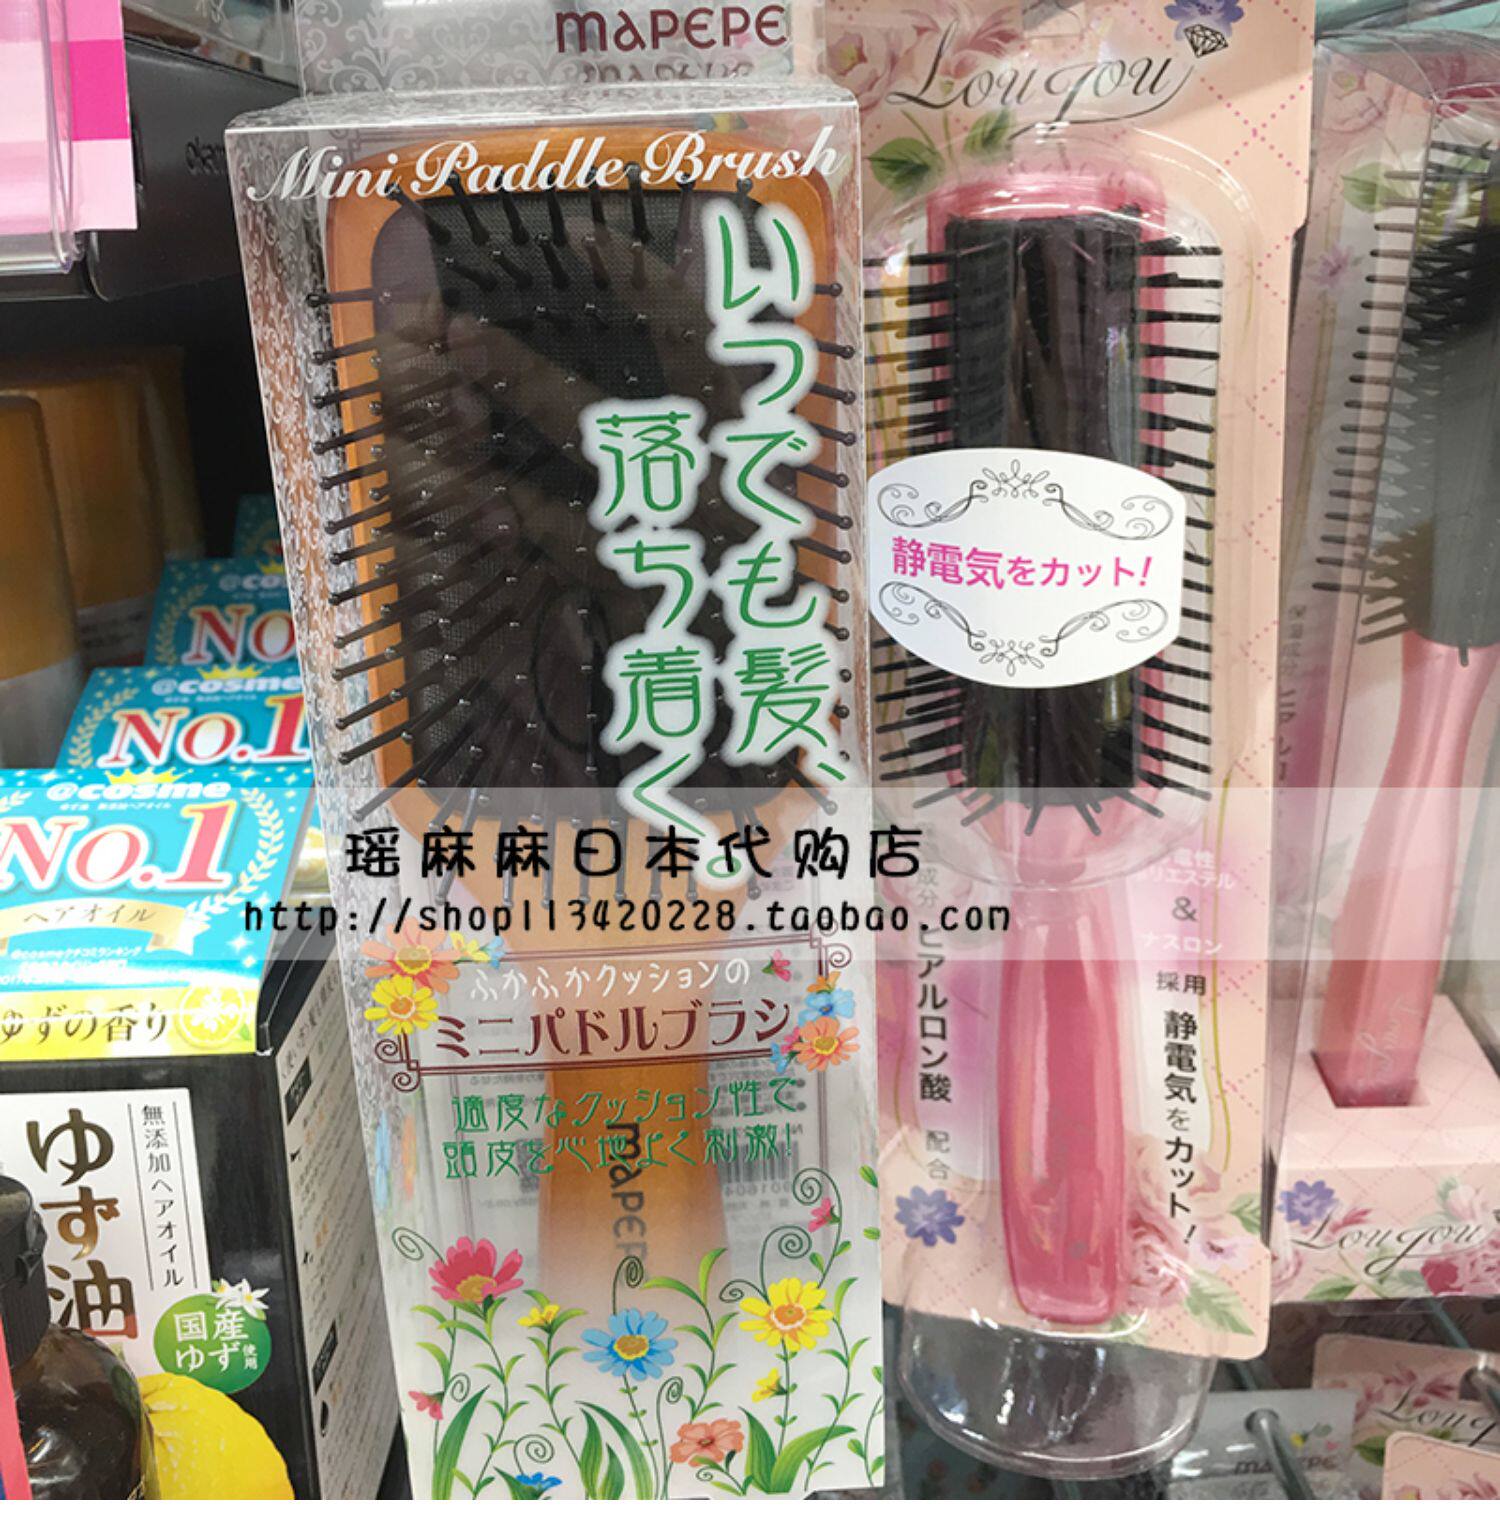 mapepe
Mini Paddle Brush
いつでも髪、
落ち着く。
ふかふかクッションの
ミニパドルブラシ
適度なクッション性で
頭皮を心地よく刺激!
mapepe
Lou You
静電気をカット!
&
ナスロン
採用
静電気をカット!
ヒアルロン酸
配合
Lou You
mapepe
@cosme
No.1
@cosme
No.1
ヘアオイル
ゆずの香り
無添加ヘアオイル
ゆず油
国産
ゆず使用
瑶麻麻日本代购店
http://shop113420228.taobao.com